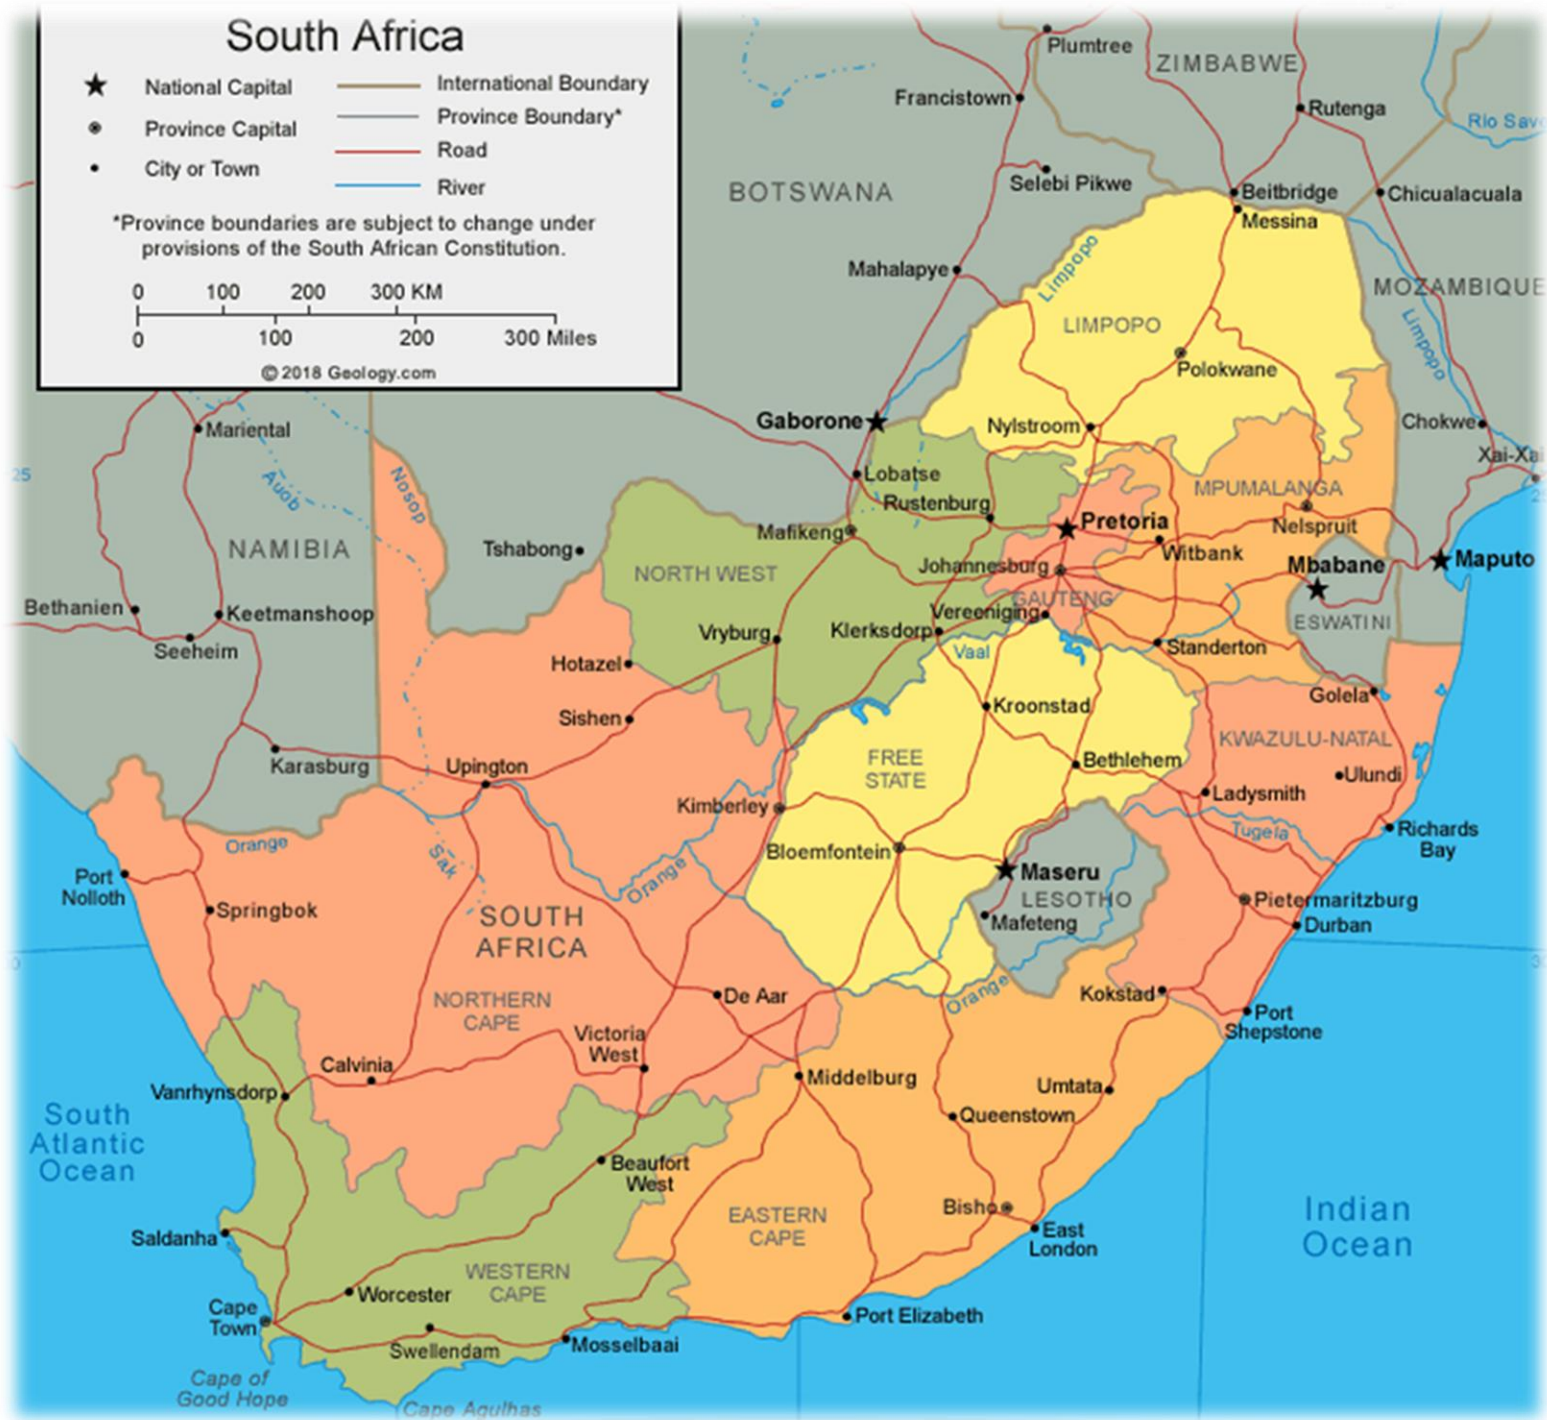 South Africa
National Capital
International Boundary
Province Capital
Province Boundary*
City or Town
Road
River
*Province boundaries are subject to change under
provisions of the South African Constitution.
0 100 200 300 KM
0 100 200 300 Miles
© 2018 Geology.com
Plumtree
ZIMBABWE
Francistown
Rutenga
Rio Save
Selebi Pikwe
BOTSWANA
Beitbridge
Chicualacuala
Messina
Limpopo
Mahalapye
MOZAMBIQUE
LIMPOPO
Limpopo
Polokwane
Gaborone
Nylstroom
Chokwe
Mariental
Xai-Xai
25
Auob
Nosop
Lobatse
Rustenburg
MPUMALANGA
25
Pretoria
Nelspruit
Mafikeng
NAMIBIA
Tshabong
Witbank
Maputo
Johannesburg
Mbabane
NORTH WEST
GAUTENG
Bethanien
Keetmanshoop
Vereeniging
ESWATINI
Vryburg
Klerksdorp
Seeheim
Vaal
Standerton
Hotazel
Golela
Kroonstad
Sishen
KWAZULU-NATAL
FREE
STATE
Karasburg
Upington
Bethlehem
Ulundi
Ladysmith
Kimberley
Orange
Tugela
Richards
Bay
Sak
Bloemfontein
Orange
Maseru
Port
Nolloth
LESOTHO
Pietermaritzburg
Springbok
SOUTH
AFRICA
Mafeteng
Durban
30
30
Orange
Kokstad
De Aar
NORTHERN
CAPE
Port
Shepstone
Victoria
West
Calvinia
Middelburg
Umtata
Vanrhynsdorp
South
Atlantic
Ocean
Queenstown
Beaufort
West
Bisho
EASTERN
CAPE
East
London
Indian
Ocean
Saldanha
WESTERN
CAPE
Worcester
Cape
Town
Port Elizabeth
Swellendam
Mosselbaai
Cape of
Good Hope
Cape Agulhas